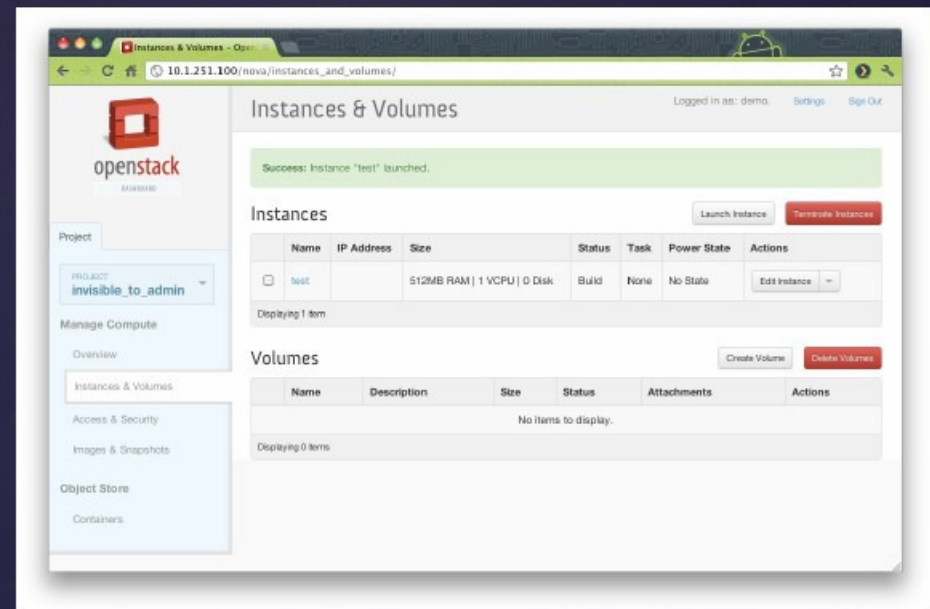 Instances & Volumes - Open
10.1.251.100/nova/instances_and_volumes/
openstack
DASHBOARD
Project
PROJECT
invisible_to_admin
Manage Compute
Overview
Instances & Volumes
Access & Security
Images & Snapshots
Object Store
Containers
Instances & Volumes
Logged in as: demo. Settings Sign Out
Success: Instance "test" launched.
Instances
Launch Instance Terminate Instances
Name IP Address Size Status Task Power State Actions
test 512MB RAM | 1 VCPU | 0 Disk Build None No State Edit Instance
Displaying 1 item
Volumes
Create Volume Delete Volumes
Name Description Size Status Attachments Actions
No items to display.
Displaying 0 items